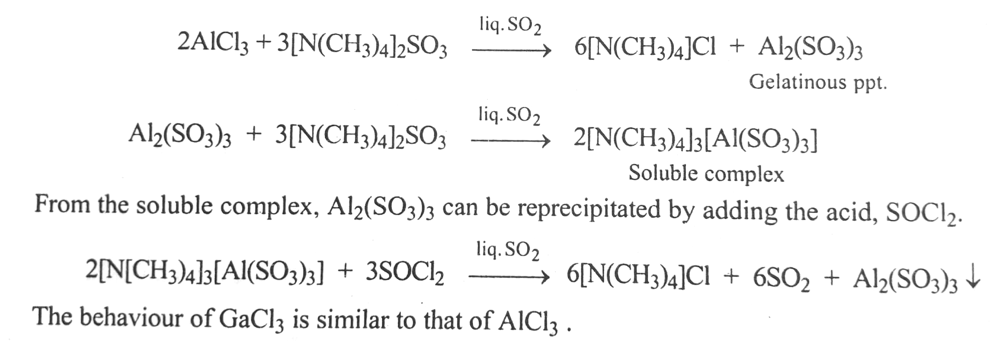 2AlCl₃ + 3[N(CH₃)₄]₂SO₃ liq. SO₂ → 6[N(CH₃)₄]Cl + Al₂(SO₃)₃
Gelatinous ppt.
Al₂(SO₃)₃ + 3[N(CH₃)₄]₂SO₃ liq. SO₂ → 2[N(CH₃)₄]₃[Al(SO₃)₃]
Soluble complex
From the soluble complex, Al₂(SO₃)₃ can be reprecipitated by adding the acid, SOCl₂.
2[N[CH₃)₄]₃[Al(SO₃)₃] + 3SOCl₂ liq. SO₂ → 6[N(CH₃)₄]Cl + 6SO₂ + Al₂(SO₃)₃ ↓
The behaviour of GaCl₃ is similar to that of AlCl₃ .